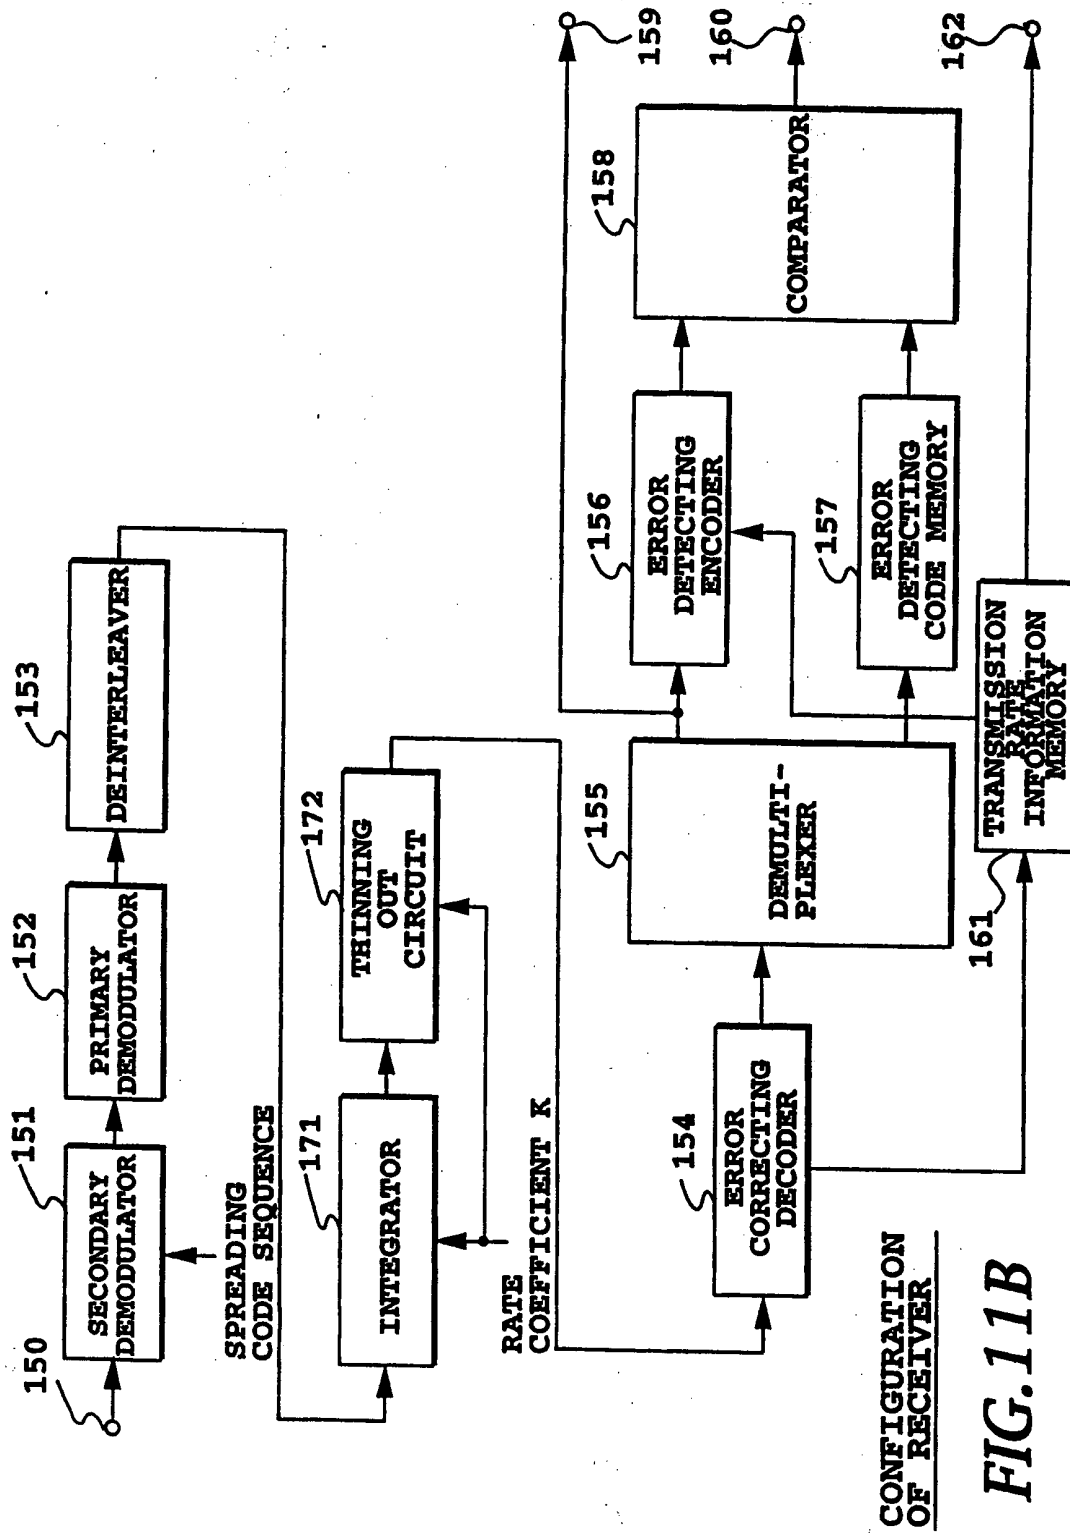 150
151
SECONDARY
DEMODULATOR
SPREADING
CODE SEQUENCE
152
PRIMARY
DEMODULATOR
153
DEINTERLEAVER
171
INTEGRATOR
RATE
COEFFICIENT K
172
THINNING
OUT
CIRCUIT
154
ERROR
CORRECTING
DECODER
155
DEMULTI-
PLEXER
156
ERROR
DETECTING
ENCODER
157
ERROR
DETECTING
CODE MEMORY
158
COMPARATOR
159
160
161
TRANSMISSION
RATE
INFORMATION
MEMORY
162
CONFIGURATION
OF RECEIVER
FIG.11B